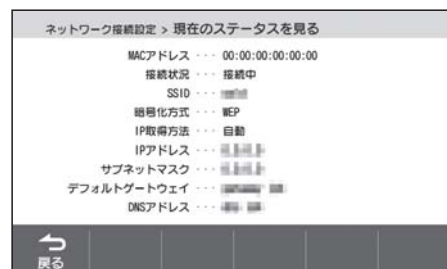 ネットワーク接続設定 > 現在のステータスを見る
MACアドレス ・・・ 00:00:00:00:00:00
接続状況 ・・・ 接続中
SSID ・・・
暗号化方式 ・・・ WEP
IP取得方法 ・・・ 自動
IPアドレス ・・・
サブネットマスク ・・・
デフォルトゲートウェイ ・・・
DNSアドレス ・・・
戻る